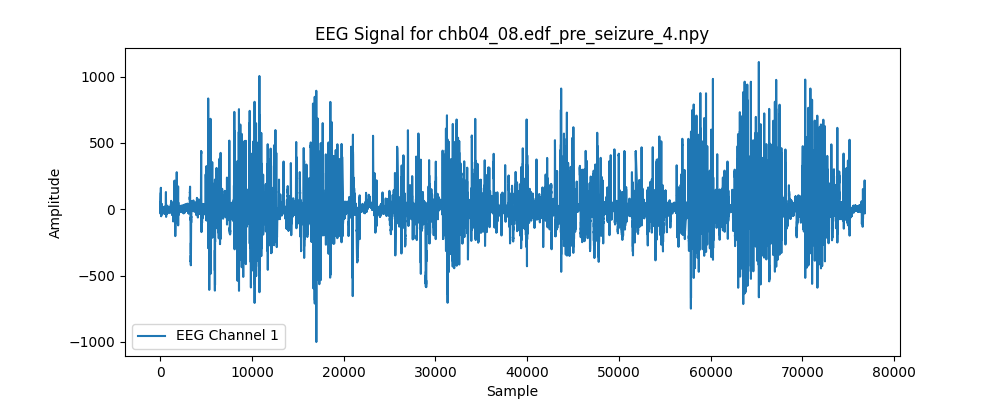 EEG Signal for chb04_08.edf_pre_seizure_4.npy
1000
500
0
−500
−1000
Amplitude
EEG Channel 1
0 10000 20000 30000 40000 50000 60000 70000 80000
Sample